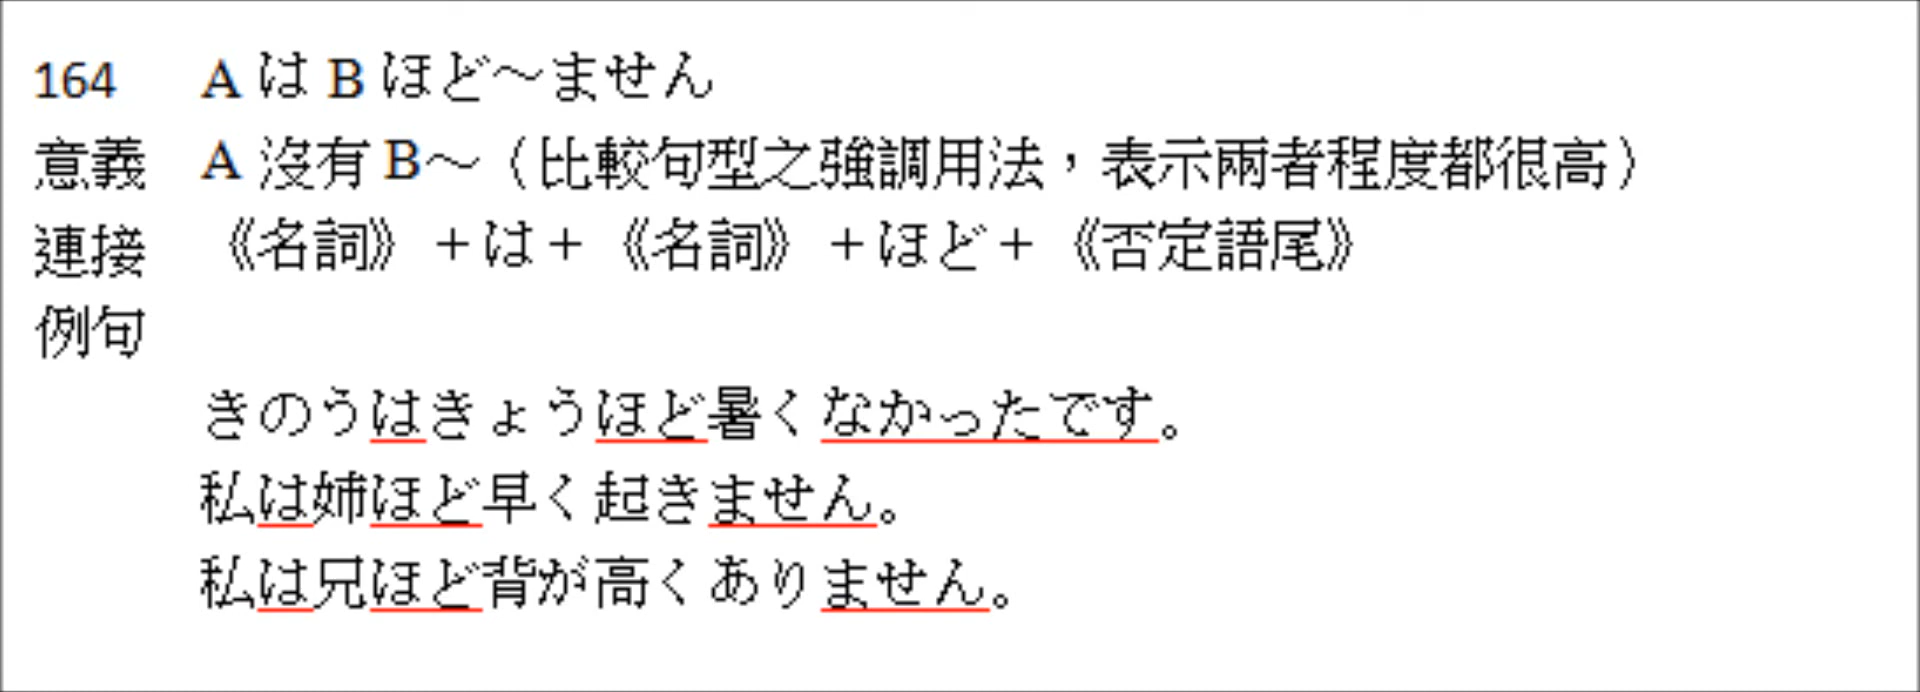 164 AはBほど～ません
意義 A沒有B～（比較句型之強調用法，表示兩者程度都很高）
連接 《名詞》+は+《名詞》+ほど+《否定語尾》
例句
きのうはきょうほど暑くなかったです。
私は姉ほど早く起きません。
私は兄ほど背が高くありません。